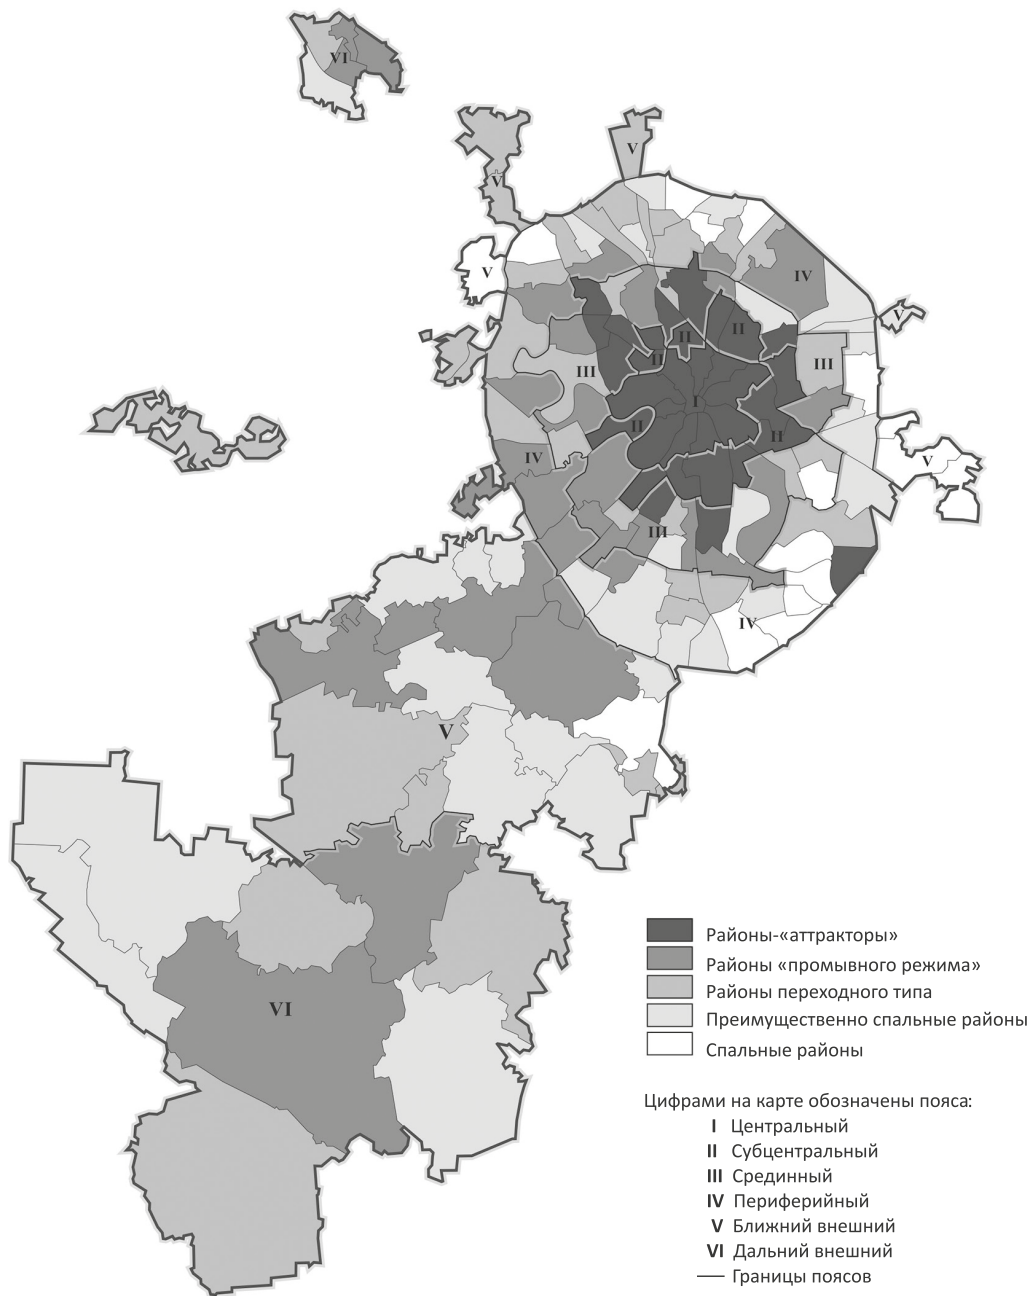 VI
V
V
V
IV
V
II
II
II
III
III
I
II
II
IV
V
III
IV
V
VI
Районы-«аттракторы»
Районы «промывного режима»
Районы переходного типа
Преимущественно спальные районы
Спальные районы
Цифрами на карте обозначены пояса:
I Центральный
II Субцентральный
III Срединный
IV Периферийный
V Ближний внешний
VI Дальний внешний
Границы поясов